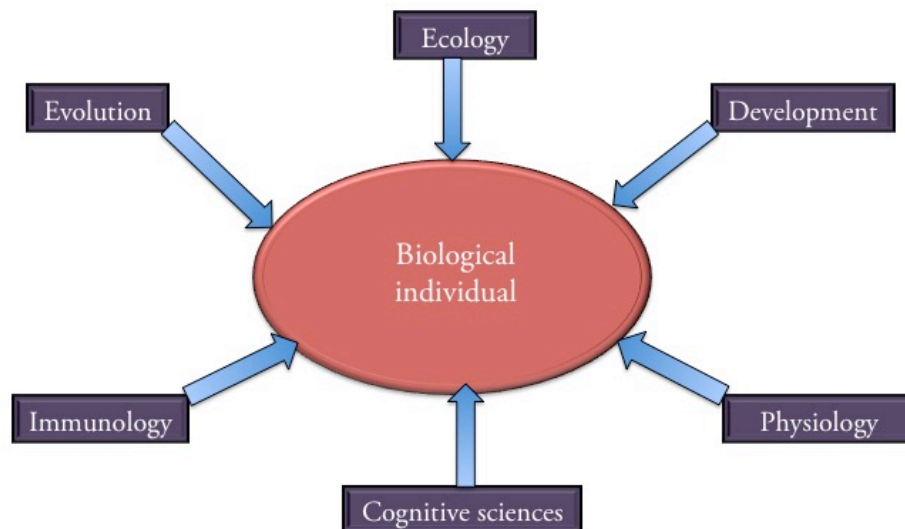 Ecology
Evolution
Development
Biological
individual
Immunology
Physiology
Cognitive sciences